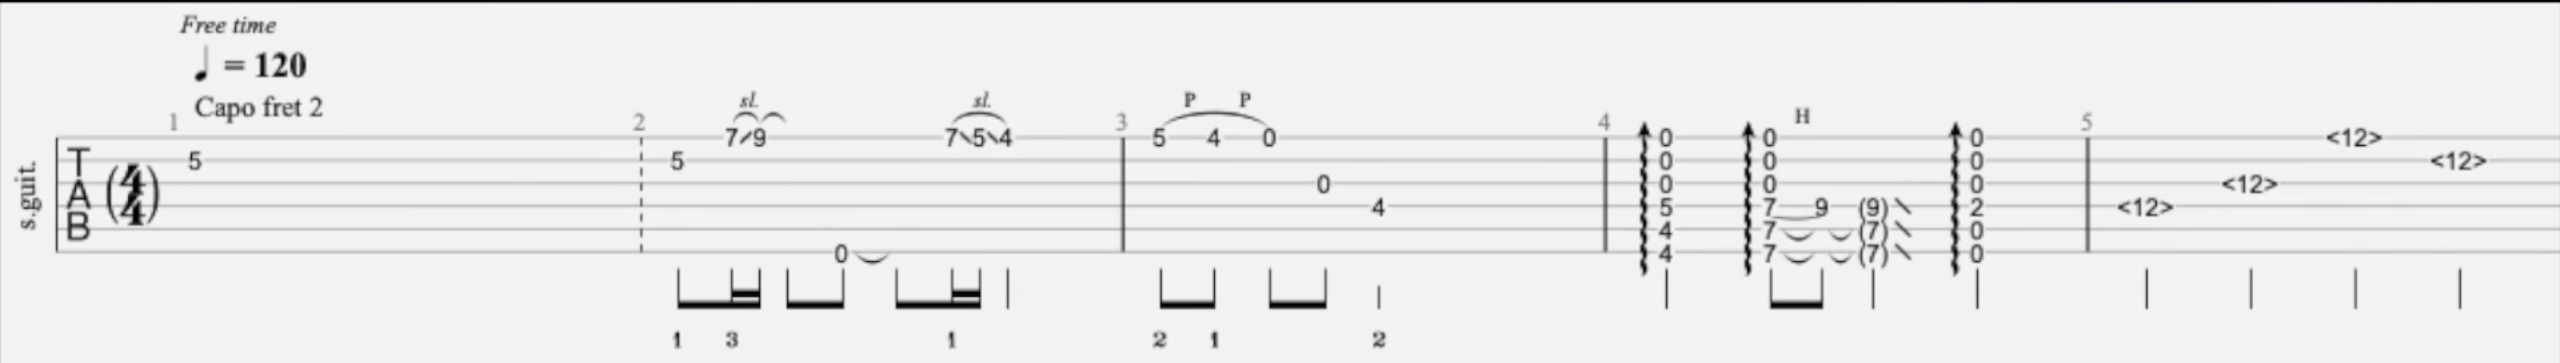 Free time
♩ = 120
Capo fret 2
1 2 sl. sl. 3 P P 4 H 5
s.guit.
TAB
(4/4)
7/9 7\5\4 5 4 0 0 0 0 <12>
5 5 0 0 0 <12>
0 0 0 0 <12>
4 5 7 9 (9) 2 <12>
4 7 (7) 0
0 4 7 (7) 0
1 3 1 2 1 2